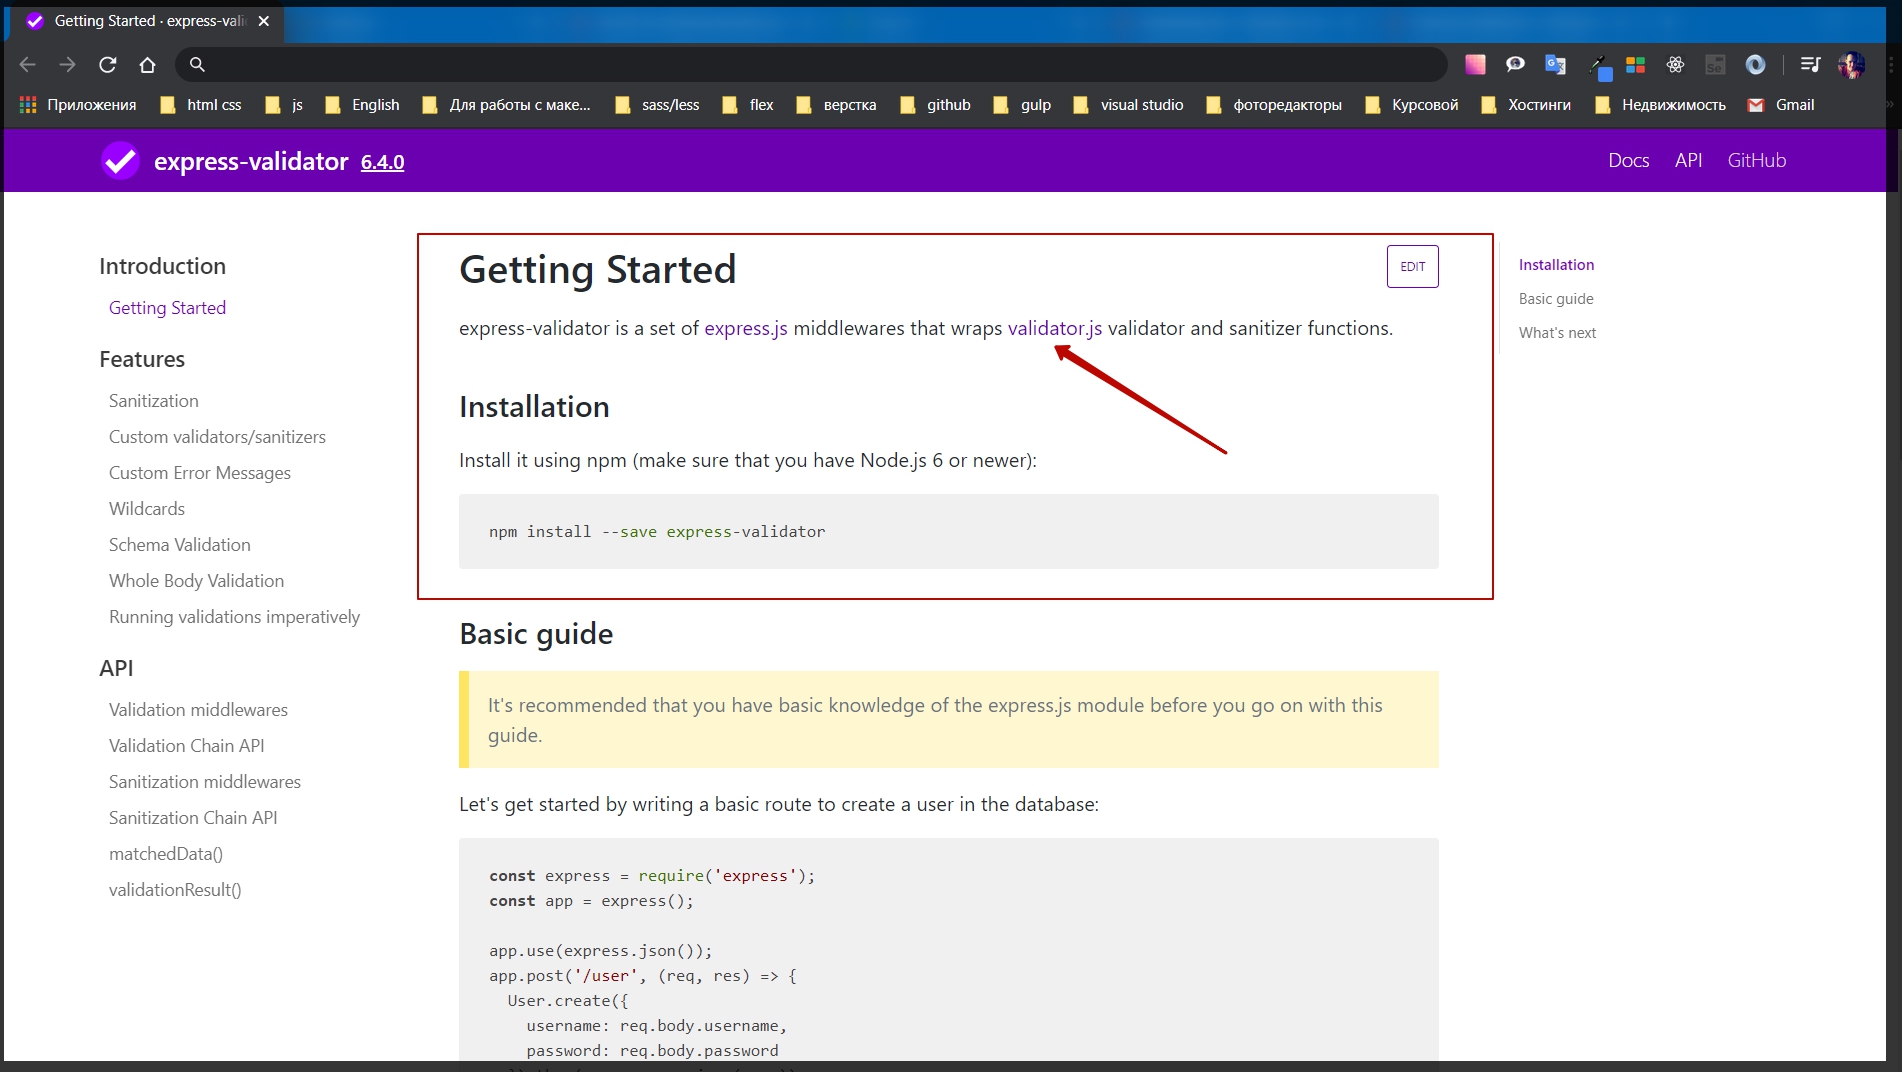 Getting Started · express-vali
Приложения html css js English Для работы с маке... sass/less flex верстка github gulp visual studio фоторедакторы Курсовой Хостинги Недвижимость Gmail
express-validator 6.4.0
Docs API GitHub
Introduction
Getting Started
Features
Sanitization
Custom validators/sanitizers
Custom Error Messages
Wildcards
Schema Validation
Whole Body Validation
Running validations imperatively
API
Validation middlewares
Validation Chain API
Sanitization middlewares
Sanitization Chain API
matchedData()
validationResult()
Getting Started
EDIT
express-validator is a set of express.js middlewares that wraps validator.js validator and sanitizer functions.
Installation
Install it using npm (make sure that you have Node.js 6 or newer):
npm install --save express-validator
Basic guide
It's recommended that you have basic knowledge of the express.js module before you go on with this
guide.
Let's get started by writing a basic route to create a user in the database:
const express = require('express');
const app = express();
app.use(express.json());
app.post('/user', (req, res) => {
User.create({
username: req.body.username,
password: req.body.password
Installation
Basic guide
What's next